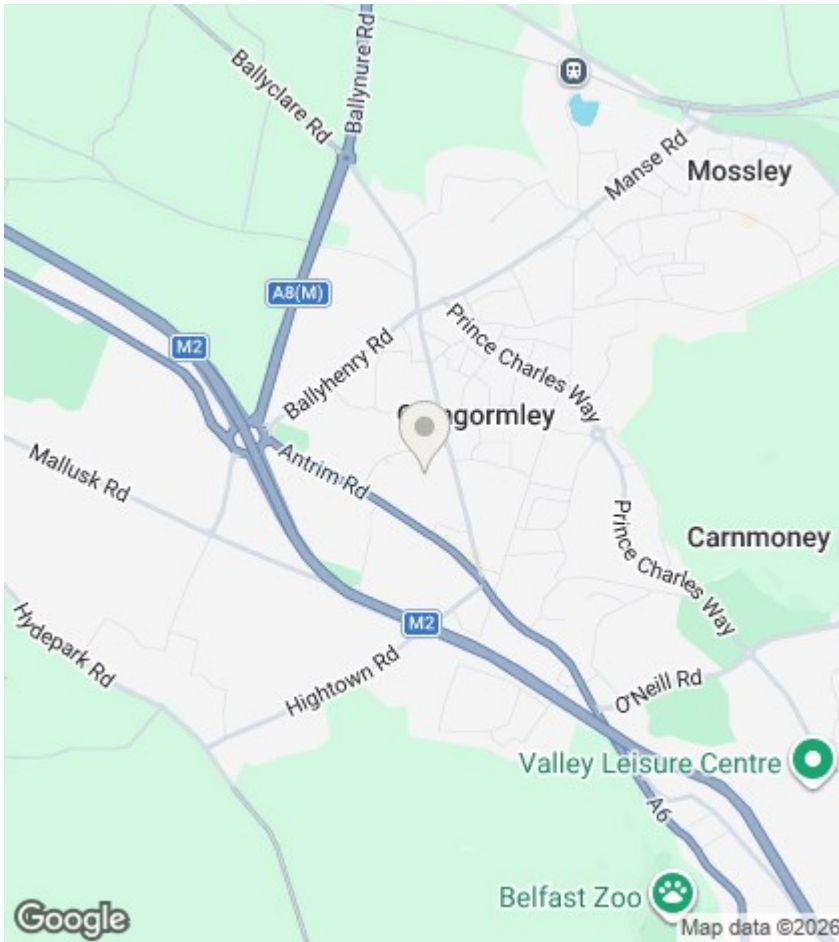 Ballynure Rd
Ballyclare Rd
Manse Rd
Mossley
A8(M)
M2
Prince Charles Way
Ballyhenry Rd
gormley
Mallusk Rd
Antrim Rd
Prince Charles Way
Carnmoney
Hydepark Rd
M2
Hightown Rd
O'Neill Rd
Valley Leisure Centre
A6
Belfast Zoo
Google
Map data ©2026